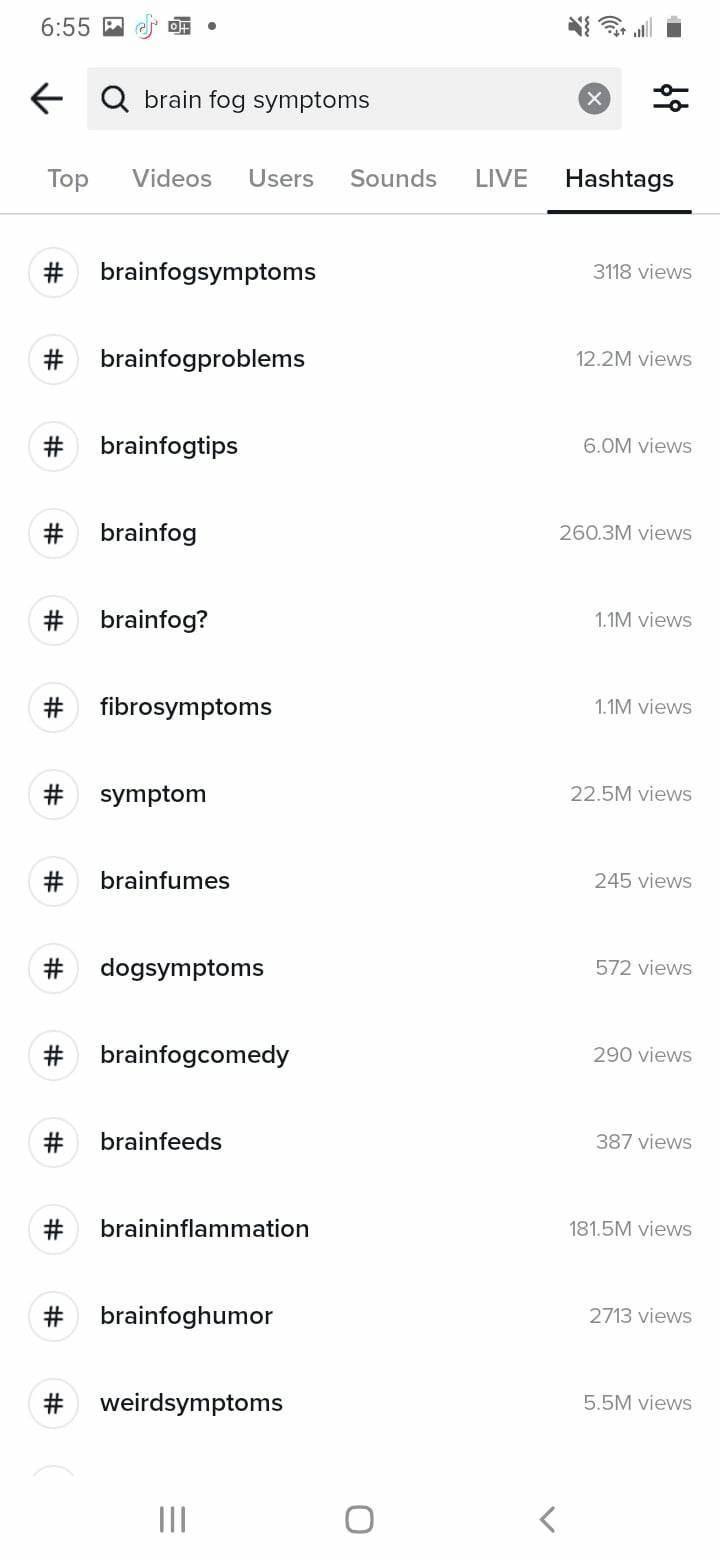 6:55
brain fog symptoms
Top Videos Users Sounds LIVE Hashtags
# brainfogsymptoms 3118 views
# brainfogproblems 12.2M views
# brainfogtips 6.0M views
# brainfog 260.3M views
# brainfog? 1.1M views
# fibrosymptoms 1.1M views
# symptom 22.5M views
# brainfumes 245 views
# dogsymptoms 572 views
# brainfogcomedy 290 views
# brainfeeds 387 views
# braininflammation 181.5M views
# brainfoghumor 2713 views
# weirdsymptoms 5.5M views